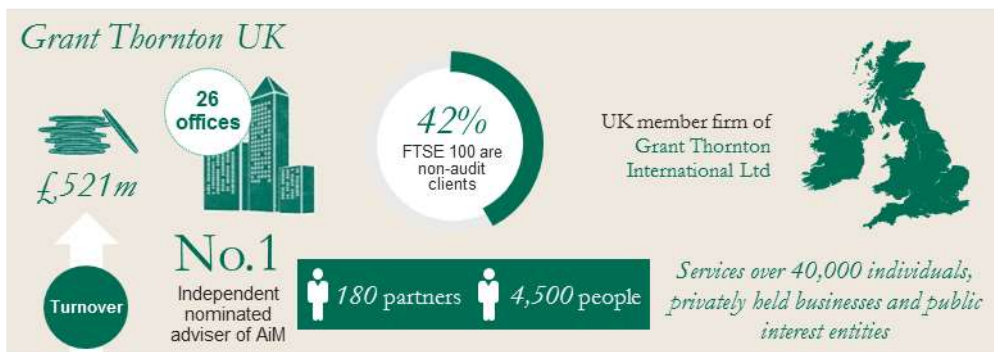 Grant Thornton UK
26
offices
£521m
Turnover
No.1
Independent
nominated
adviser of AiM
42%
FTSE 100 are
non-audit
clients
180 partners
4,500 people
UK member firm of
Grant Thornton
International Ltd
Services over 40,000 individuals,
privately held businesses and public
interest entities